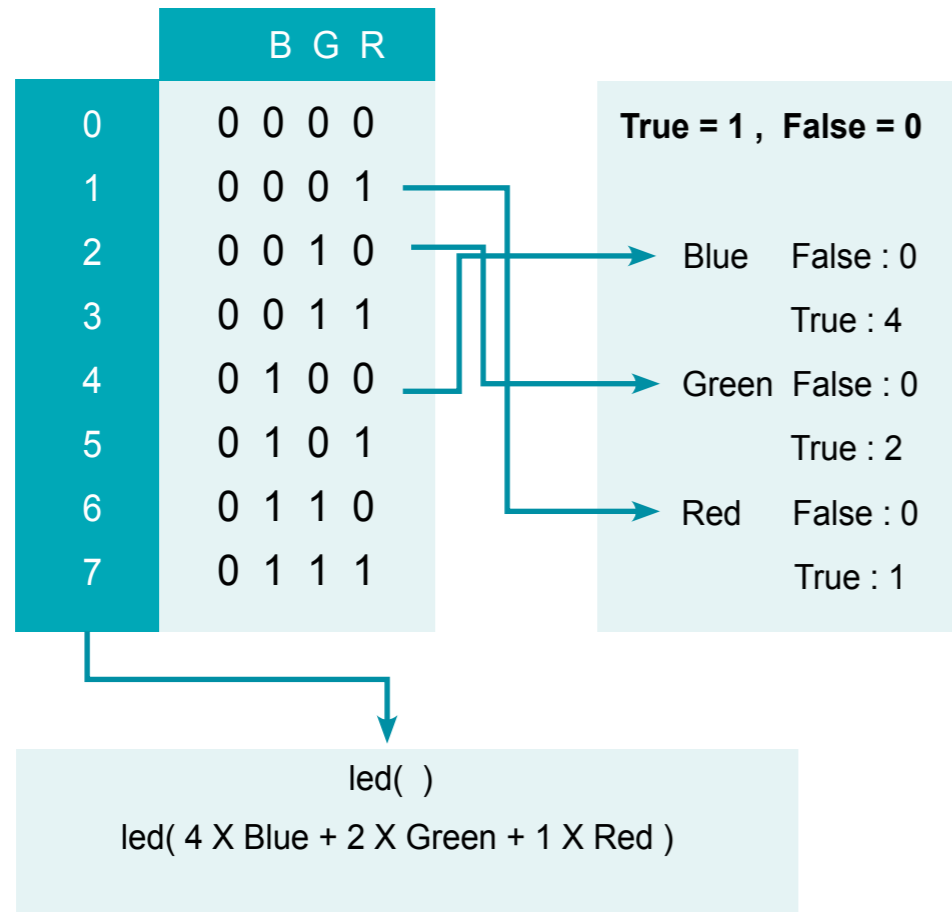 B G R
0 0 0 0 0
1 0 0 0 1
2 0 0 1 0
3 0 0 1 1
4 0 1 0 0
5 0 1 0 1
6 0 1 1 0
7 0 1 1 1
True = 1 , False = 0
Blue False : 0
True : 4
Green False : 0
True : 2
Red False : 0
True : 1
led( )
led( 4 X Blue + 2 X Green + 1 X Red )